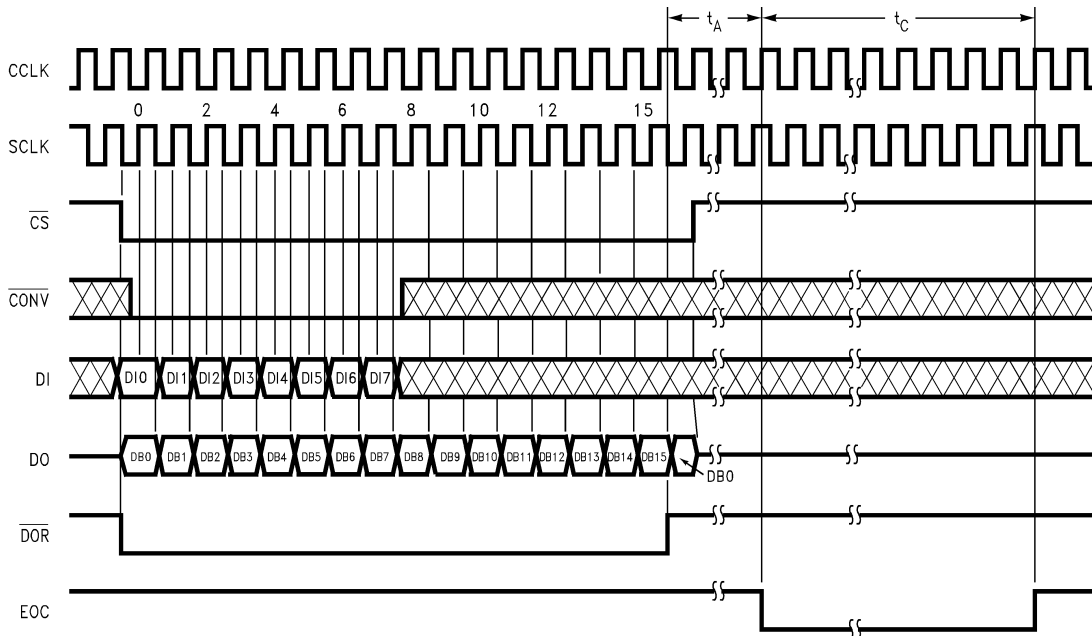 tA tC
CCLK
0 2 4 6 8 10 12 15
SCLK
CS
CONV
DI DI0 DI1 DI2 DI3 DI4 DI5 DI6 DI7
DO DB0 DB1 DB2 DB3 DB4 DB5 DB6 DB7 DB8 DB9 DB10 DB11 DB12 DB13 DB14 DB15
DB0
DOR
EOC